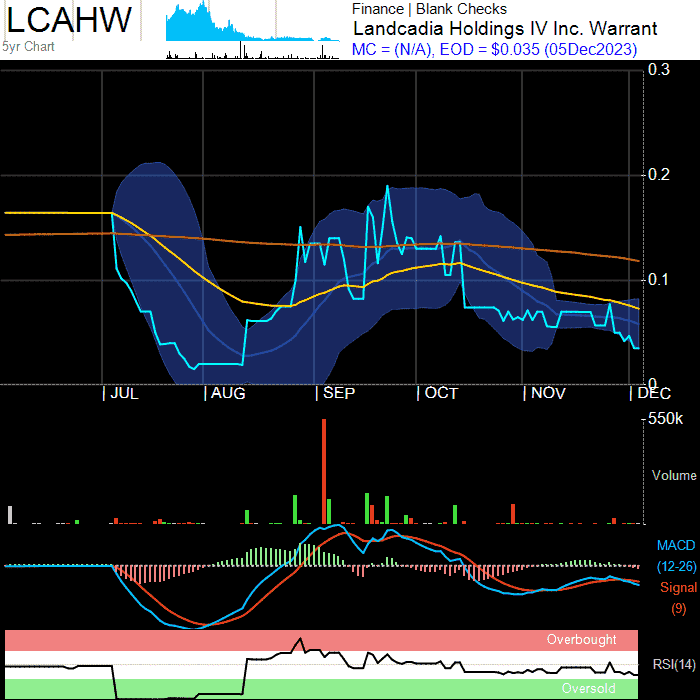 LCAHW
5yr Chart
Finance | Blank Checks
Landcadia Holdings IV Inc. Warrant
MC = (N/A), EOD = $0.035 (05Dec2023)
0.3
0.2
0.1
0
JUL AUG SEP OCT NOV DEC
550k
Volume
MACD
(12-26)
Signal
(9)
Overbought
RSI(14)
Oversold